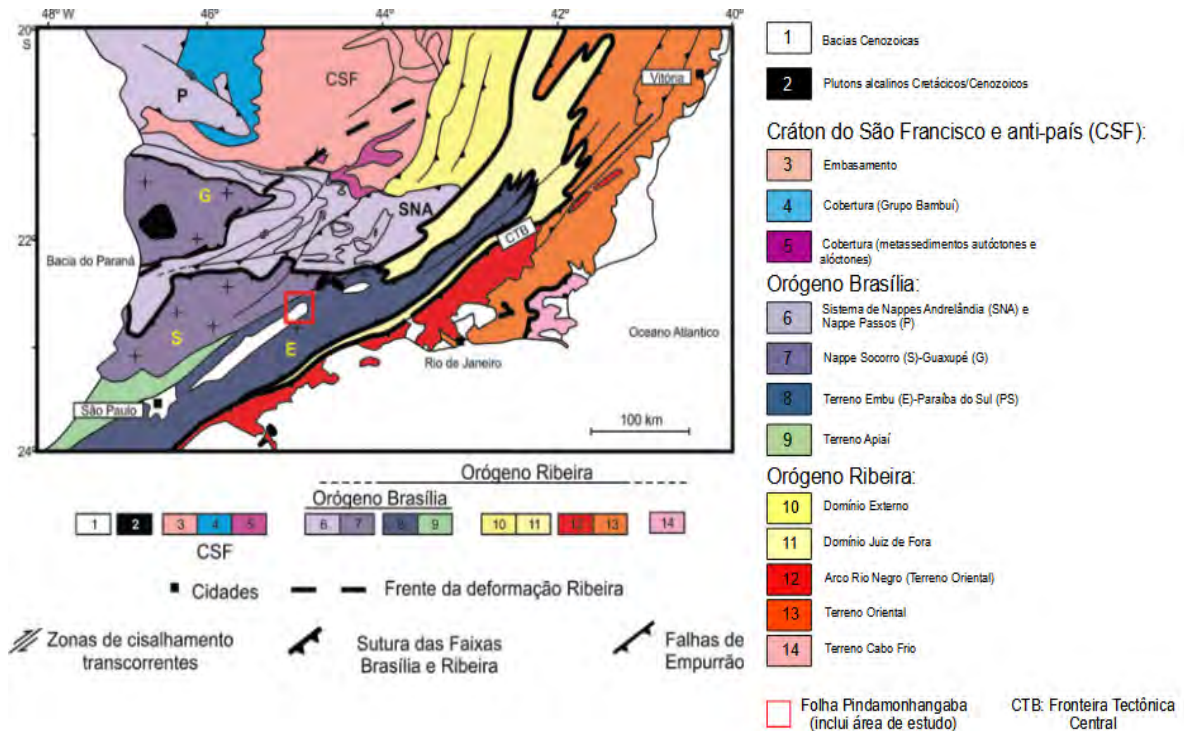 48° W
46°
44°
42°
40°
20°
S
22°
24°
P
CSF
Vitória
G
SNA
CTB
Bacia do Paraná
S
E
Oceano Atlantico
Rio de Janeiro
São Paulo
100 km
Orógeno Ribeira
Orógeno Brasília
1 2 3 4 5 6 7 8 9 10 11 12 13 14
CSF
Cidades
Frente da deformação Ribeira
Zonas de cisalhamento
transcorrentes
Sutura das Faixas
Brasília e Ribeira
Falhas de
Empurrão
1 Bacias Cenozoicas
2 Plutons alcalinos Cretácicos/Cenozoicos
Cráton do São Francisco e anti-país (CSF):
3 Embasamento
4 Cobertura (Grupo Bambuí)
5 Cobertura (metassedimentos autóctones e
alóctones)
Orógeno Brasília:
6 Sistema de Nappes Andrelândia (SNA) e
Nappe Passos (P)
7 Nappe Socorro (S)-Guaxupé (G)
8 Terreno Embu (E)-Paraíba do Sul (PS)
9 Terreno Apiaí
Orógeno Ribeira:
10 Domínio Externo
11 Domínio Juiz de Fora
12 Arco Rio Negro (Terreno Oriental)
13 Terreno Oriental
14 Terreno Cabo Frio
Folha Pindamonhangaba
(inclui área de estudo)
CTB: Fronteira Tectônica
Central